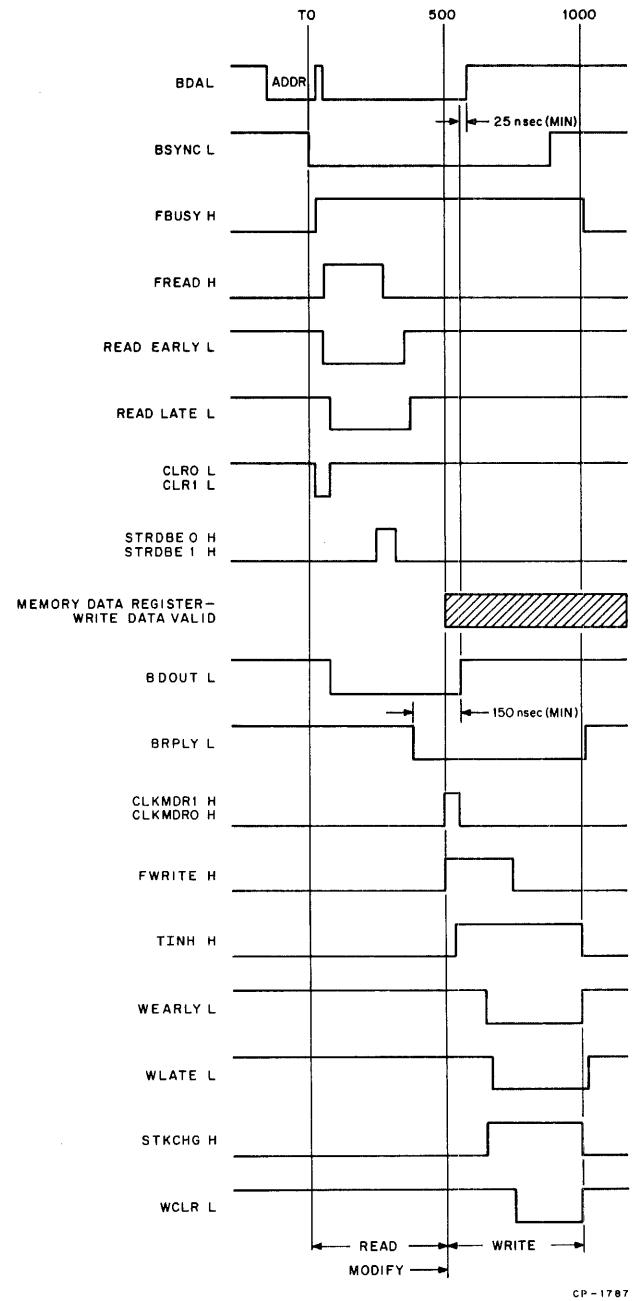 TO 500 1000
BDAL
ADDR
25 nsec (MIN)
BSYNC L
FBUSY H
FREAD H
READ EARLY L
READ LATE L
CLR0 L
CLR1 L
STRDBE 0 H
STRDBE 1 H
MEMORY DATA REGISTER—
WRITE DATA VALID
BDOUT L
150 nsec (MIN)
BRPLY L
CLKMDR1 H
CLKMDR0 H
FWRITE H
TINH H
WEARLY L
WLATE L
STKCHG H
WCLR L
READ WRITE
MODIFY
CP-1787